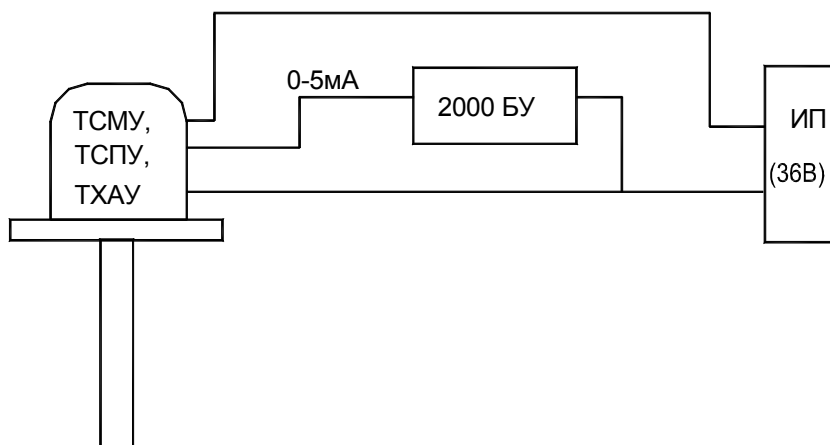 ТСМУ,
ТСПУ,
ТХАУ
0-5мА
2000 БУ
ИП
(36В)